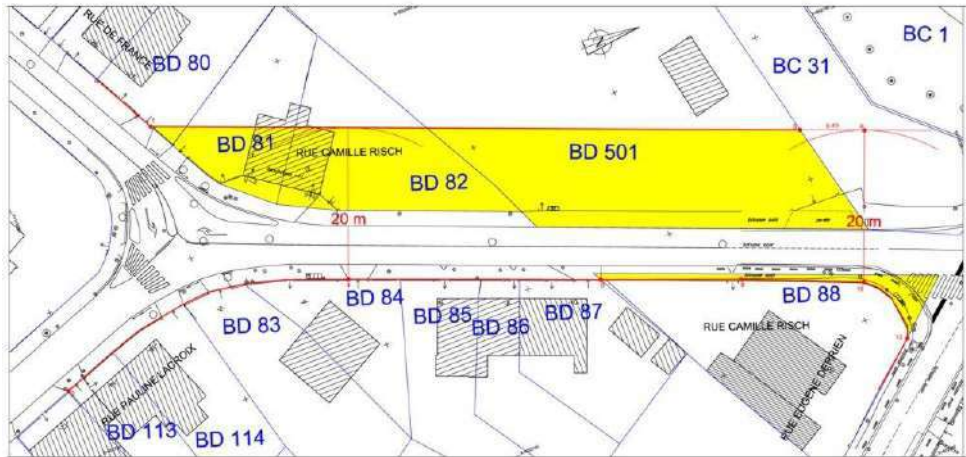 RUE DE FRANCE
BD 80
BC 31
BC 1
BD 81
RUE CAMILLE RISCH
BD 82
BD 501
20 m
20 m
BD 83
BD 84
BD 85
BD 86
BD 87
BD 88
RUE CAMILLE RISCH
RUE EUGENE DERRIEN
RUE PAULINE LACROIX
BD 113
BD 114